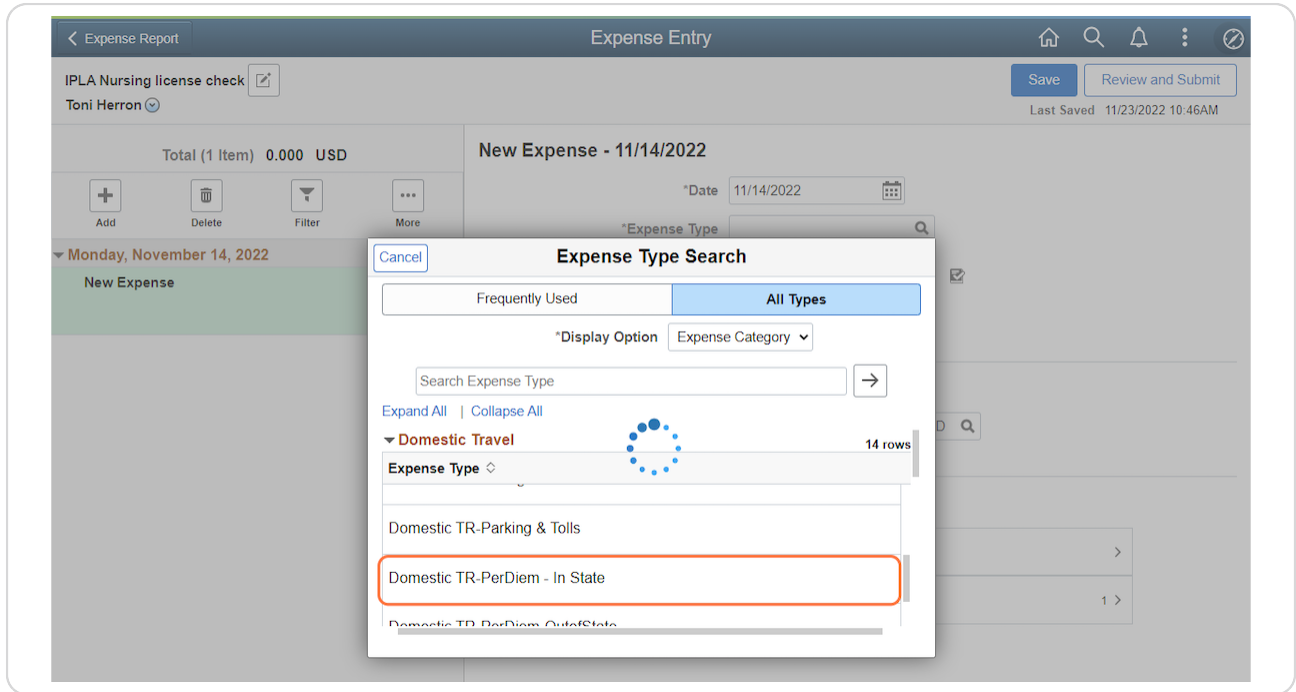 Expense Report
Expense Entry
IPLA Nursing license check
Toni Herron
Save
Review and Submit
Last Saved 11/23/2022 10:46AM
Total (1 Item) 0.000 USD
Add
Delete
Filter
More
Monday, November 14, 2022
New Expense
New Expense - 11/14/2022
*Date 11/14/2022
*Expense Type
Cancel
Expense Type Search
Frequently Used
All Types
*Display Option Expense Category
Search Expense Type
Expand All | Collapse All
Domestic Travel
14 rows
Expense Type
Domestic TR-Parking & Tolls
Domestic TR-PerDiem - In State
Domestic TR-PerDiem-OutofState
D
1